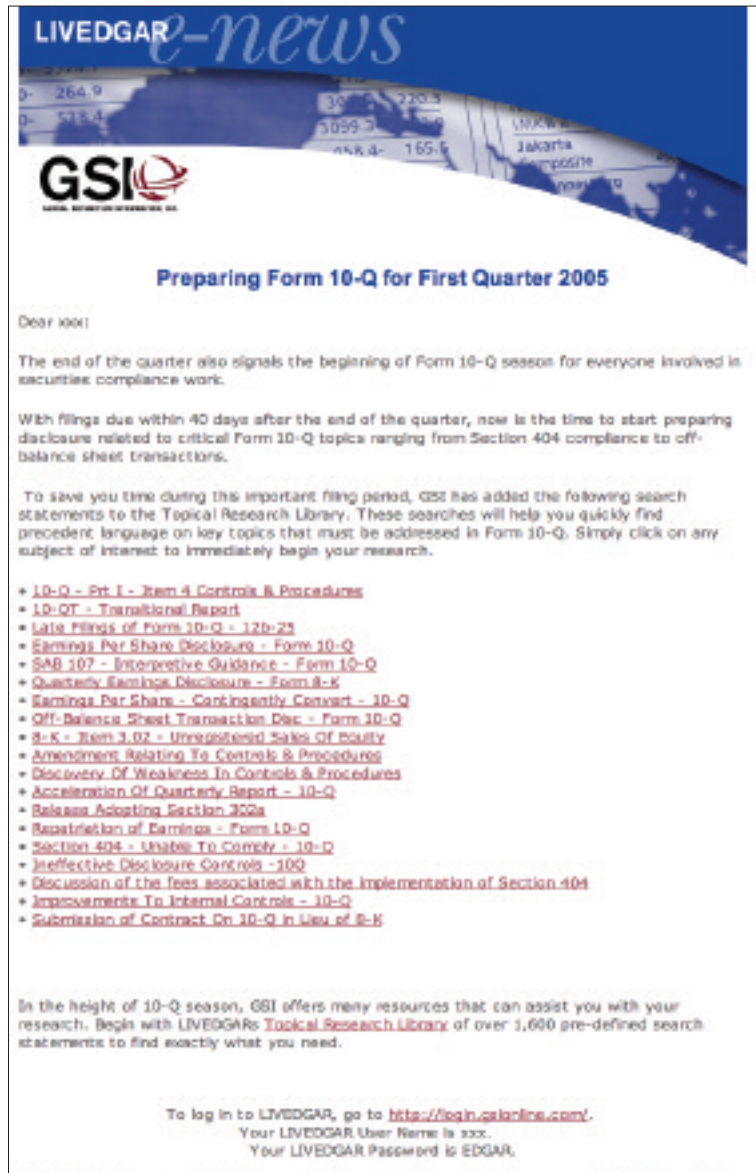 LIVEDGAR e-news
264.9
528.4
220.3
3099.3
958.4- 165.
Jakarta
Composite
GSI
Preparing Form 10-Q for First Quarter 2005
Dear xxx:
The end of the quarter also signals the beginning of Form 10-Q season for everyone involved in
securities compliance work.
With filings due within 40 days after the end of the quarter, now is the time to start preparing
disclosure related to critical Form 10-Q topics ranging from Section 404 compliance to off-
balance sheet transactions.
To save you time during this important filing period, GSI has added the following search
statements to the Topical Research Library. These searches will help you quickly find
precedent language on key topics that must be addressed in Form 10-Q. Simply click on any
subject of interest to immediately begin your research.
• 10-Q - Prt I - Item 4 Controls & Procedures
• 10-QT - Transitional Report
• Late Filings of Form 10-Q - 12b-25
• Earnings Per Share Disclosure - Form 10-Q
• SAB 107 - Interpretive Guidance - Form 10-Q
• Quarterly Earnings Disclosure - Form 8-K
• Earnings Per Share - Contingently Convert - 10-Q
• Off-Balance Sheet Transaction Disc - Form 10-Q
• 8-K - Item 3.02 - Unregistered Sales Of Equity
• Amendment Relating To Controls & Procedures
• Discovery Of Weakness In Controls & Procedures
• Acceleration Of Quarterly Report - 10-Q
• Release Adopting Section 302a
• Repatriation of Earnings - Form 10-Q
• Section 404 - Unable To Comply - 10-Q
• Ineffective Disclosure Controls -10Q
• Discussion of the fees associated with the implementation of Section 404
• Improvements To Internal Controls - 10-Q
• Submission of Contract On 10-Q in Lieu of 8-K
In the height of 10-Q season, GSI offers many resources that can assist you with your
research. Begin with LIVEDGARs Topical Research Library of over 1,600 pre-defined search
statements to find exactly what you need.
To log in to LIVEDGAR, go to http://login.gsionline.com/.
Your LIVEDGAR User Name is xxx.
Your LIVEDGAR Password is EDGAR.